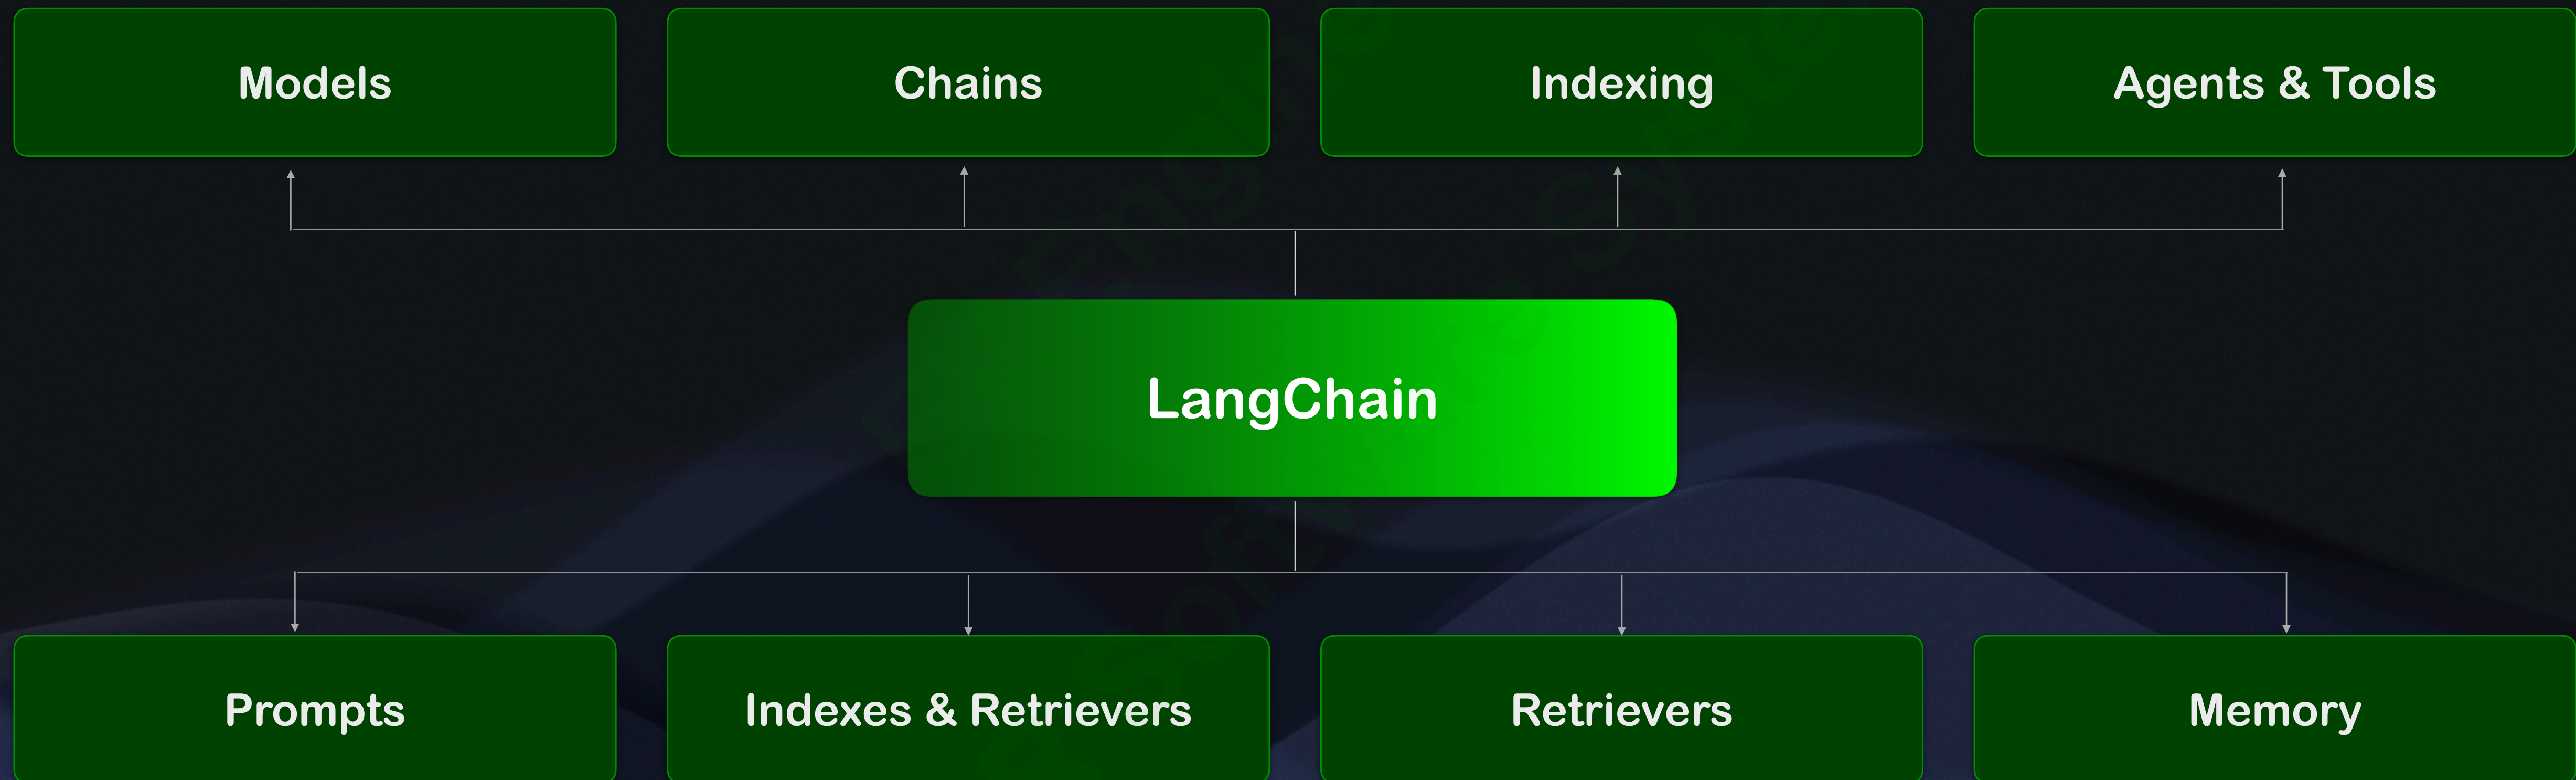 Models
Chains
Indexing
Agents & Tools
LangChain
Prompts
Indexes & Retrievers
Retrievers
Memory